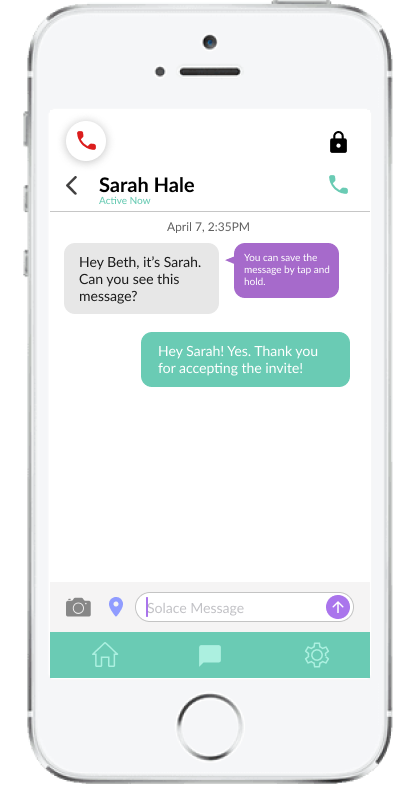 Sarah Hale
Active Now
April 7, 2:35PM
Hey Beth, it’s Sarah.
Can you see this
message?
You can save the
message by tap and
hold.
Hey Sarah! Yes. Thank you
for accepting the invite!
Solace Message